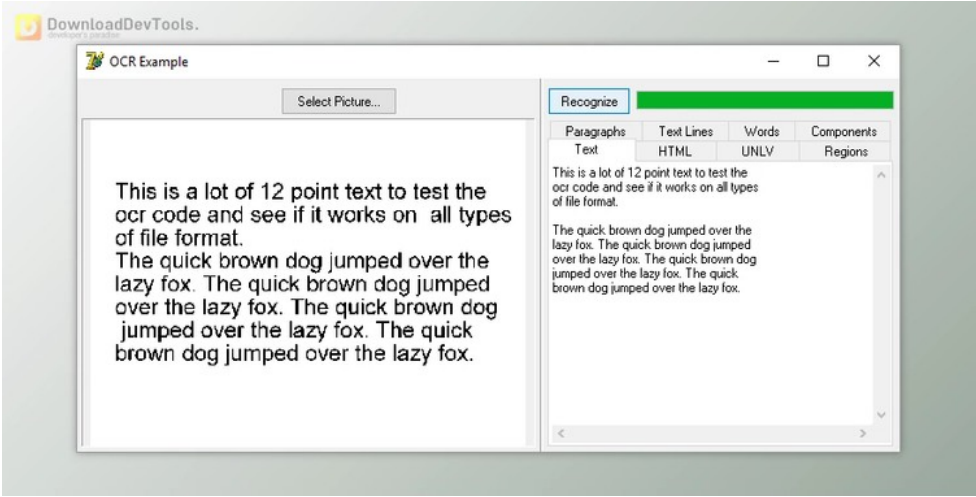 DownloadDevTools.
developer's paradise
OCR Example
Select Picture...
This is a lot of 12 point text to test the
ocr code and see if it works on  all types
of file format.
The quick brown dog jumped over the
lazy fox. The quick brown dog jumped
over the lazy fox. The quick brown dog
jumped over the lazy fox. The quick
brown dog jumped over the lazy fox.
Recognize
Paragraphs Text Lines Words Components
Text HTML UNLV Regions
This is a lot of 12 point text to test the
ocr code and see if it works on all types
of file format.
The quick brown dog jumped over the
lazy fox. The quick brown dog jumped
over the lazy fox. The quick brown dog
jumped over the lazy fox. The quick
brown dog jumped over the lazy fox.